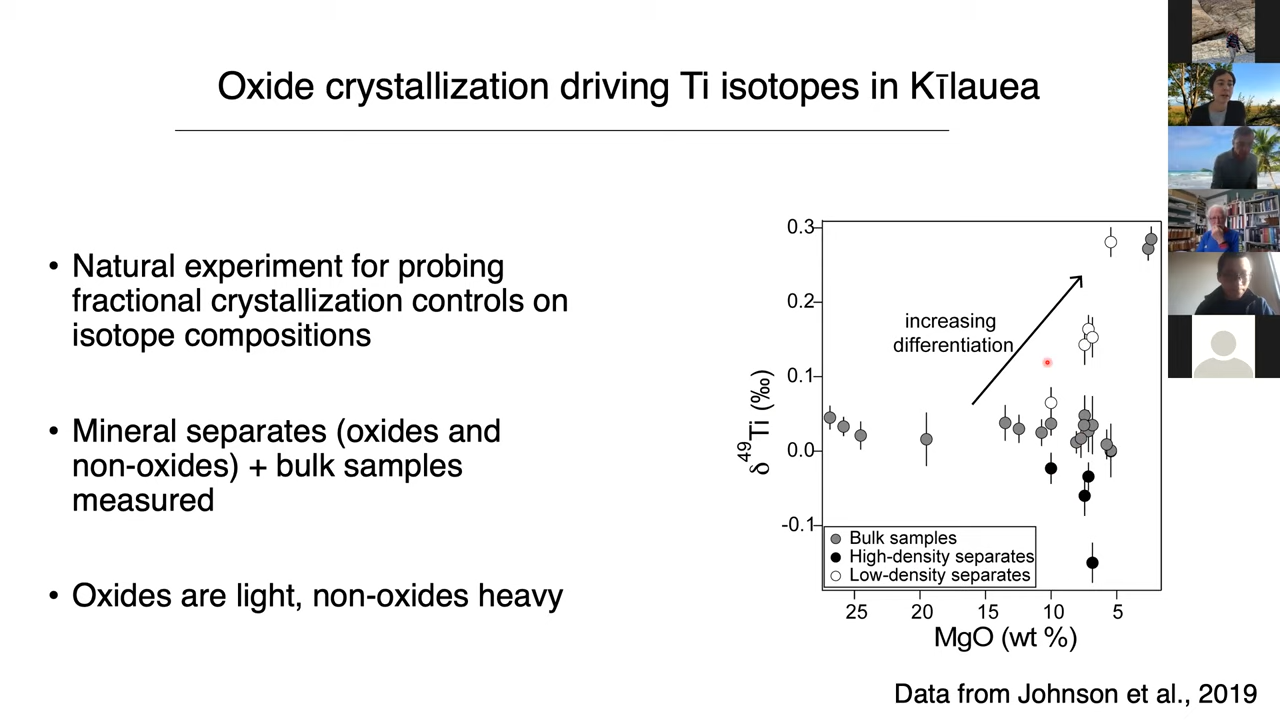 Oxide crystallization driving Ti isotopes in Kīlauea
• Natural experiment for probing
fractional crystallization controls on
isotope compositions
• Mineral separates (oxides and
non-oxides) + bulk samples
measured
• Oxides are light, non-oxides heavy
0.3
0.2
0.1
0.0
-0.1
δ⁴⁹Ti (‰)
increasing
differentiation
Bulk samples
High-density separates
Low-density separates
25 20 15 10 5
MgO (wt %)
Data from Johnson et al., 2019